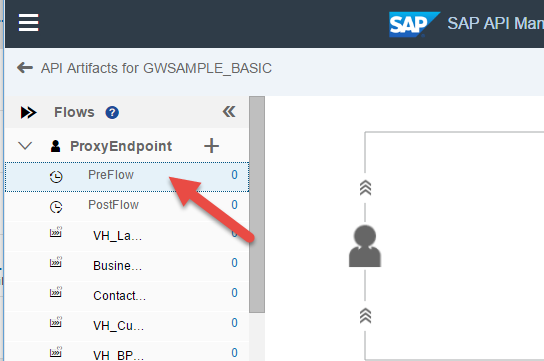 SAP SAP API Man
API Artifacts for GWSAMPLE_BASIC
Flows ?
ProxyEndpoint +
PreFlow 0
PostFlow 0
VH_La... 0
Busine... 0
Contact... 0
VH_Cu... 0
VH_BP... 0